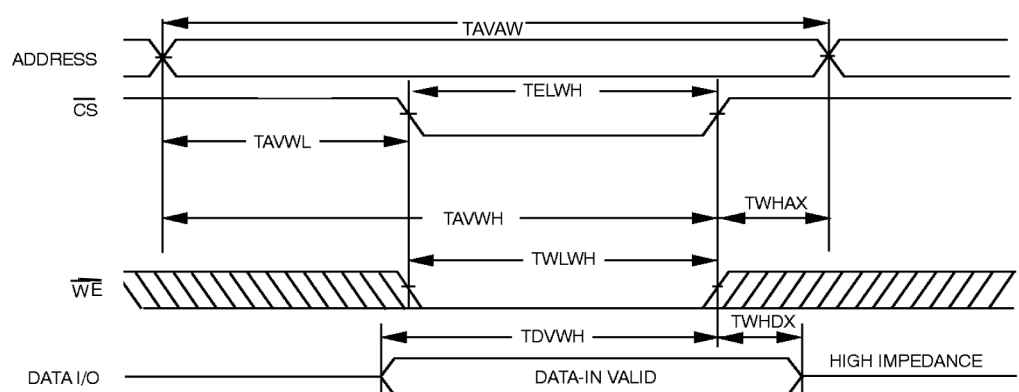 TAVAW
ADDRESS
TELWH
CS
TAVWL
TAVWH
TWHAX
TWLWH
WE
TDVWH
TWHDX
DATA I/O
DATA-IN VALID
HIGH IMPEDANCE